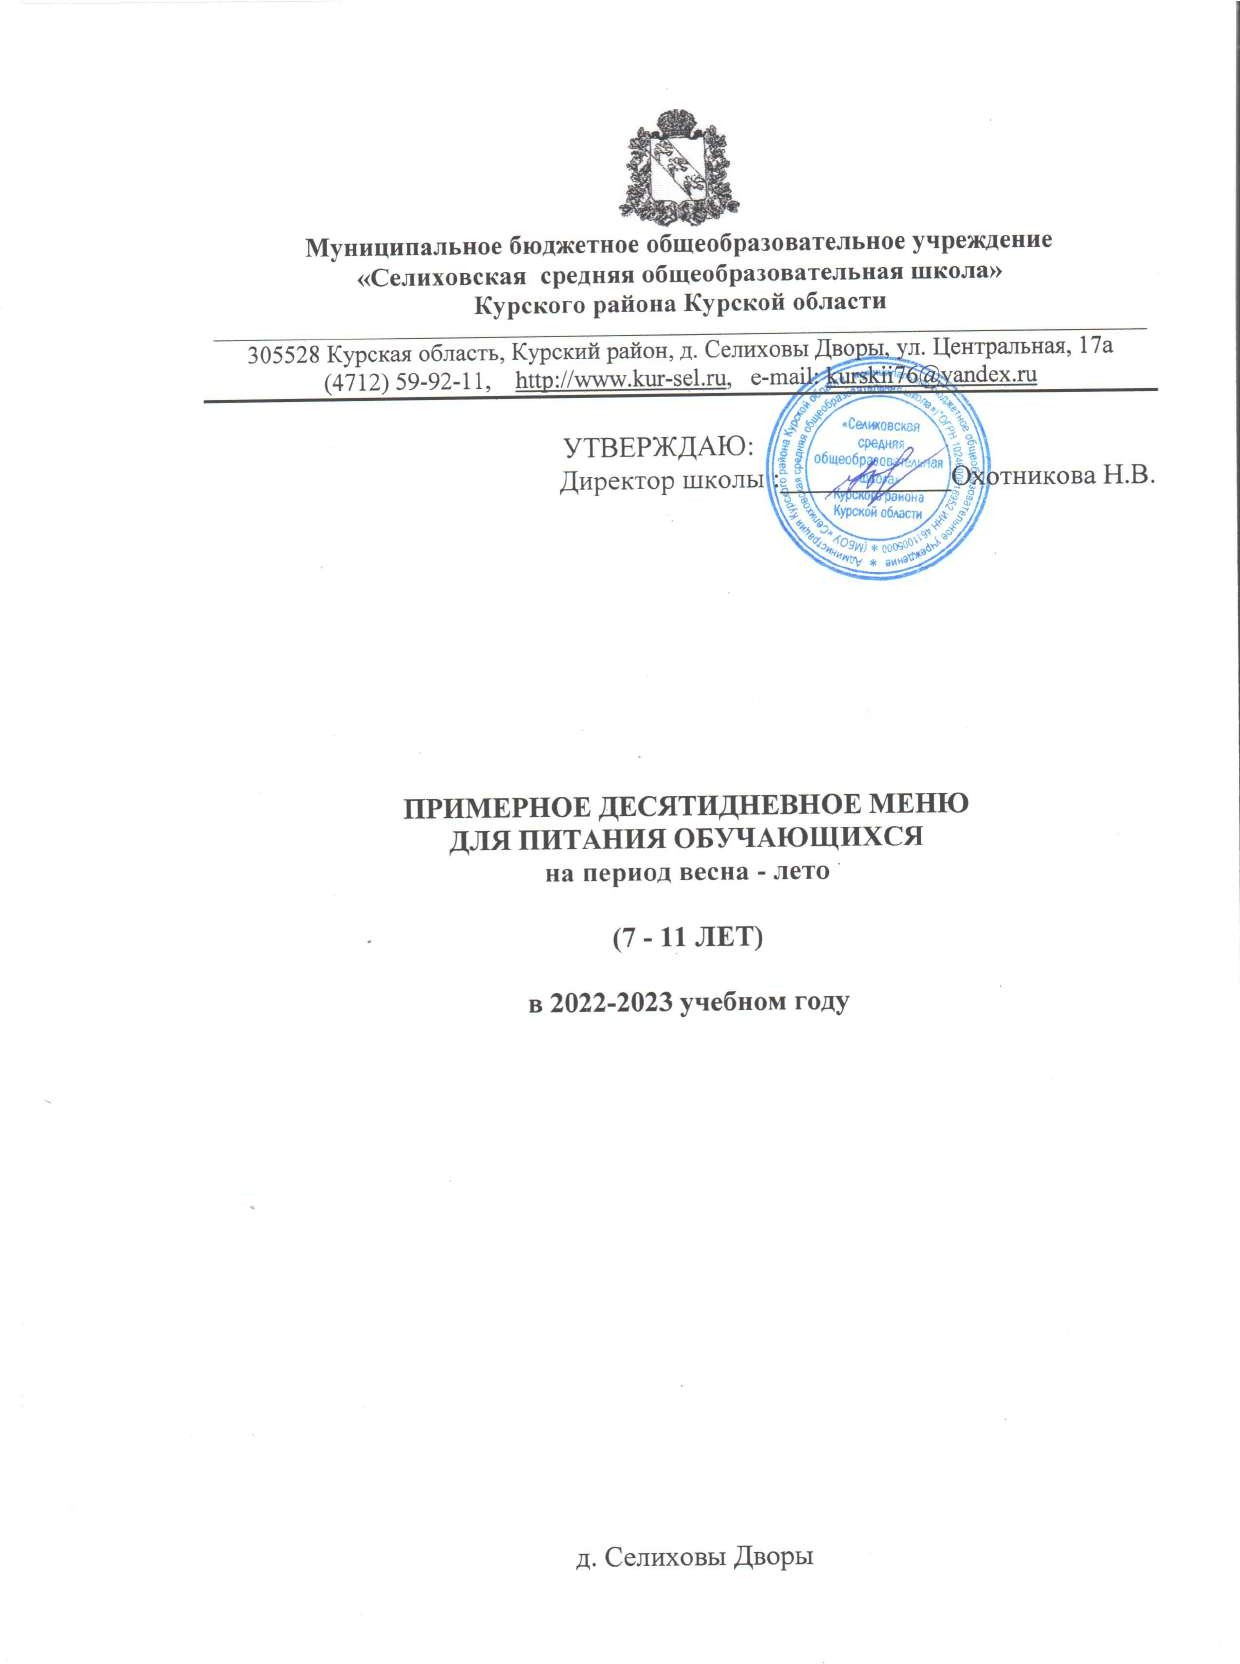 Муниципальное бюджетное общеобразовательное учреждение
«Селиховская средняя общеобразовательная школа»
Курского района Курской области
305528 Курская область, Курский район, д. Селиховы Дворы, ул. Центральная, 17а
(4712) 59-92-11, http://www.kur-sel.ru, e-mail: kurskii76@yandex.ru
УТВЕРЖДАЮ:
Директор школы :____________Охотникова Н.В.
«Селиховская
средняя
общеобразовательная
школа»
Курского района
Курской области
ПРИМЕРНОЕ ДЕСЯТИДНЕВНОЕ МЕНЮ
ДЛЯ ПИТАНИЯ ОБУЧАЮЩИХСЯ
на период весна - лето
(7 - 11 ЛЕТ)
в 2022-2023 учебном году
д. Селиховы Дворы